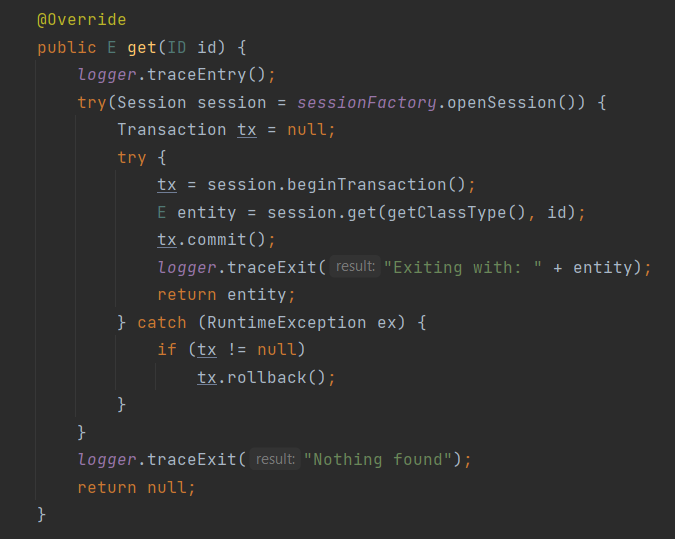 @Override
public E get(ID id) {
logger.traceEntry();
try(Session session = sessionFactory.openSession()) {
Transaction tx = null;
try {
tx = session.beginTransaction();
E entity = session.get(getClassType(), id);
tx.commit();
logger.traceExit( result: "Exiting with: " + entity);
return entity;
} catch (RuntimeException ex) {
if (tx != null)
tx.rollback();
}
}
logger.traceExit( result: "Nothing found");
return null;
}